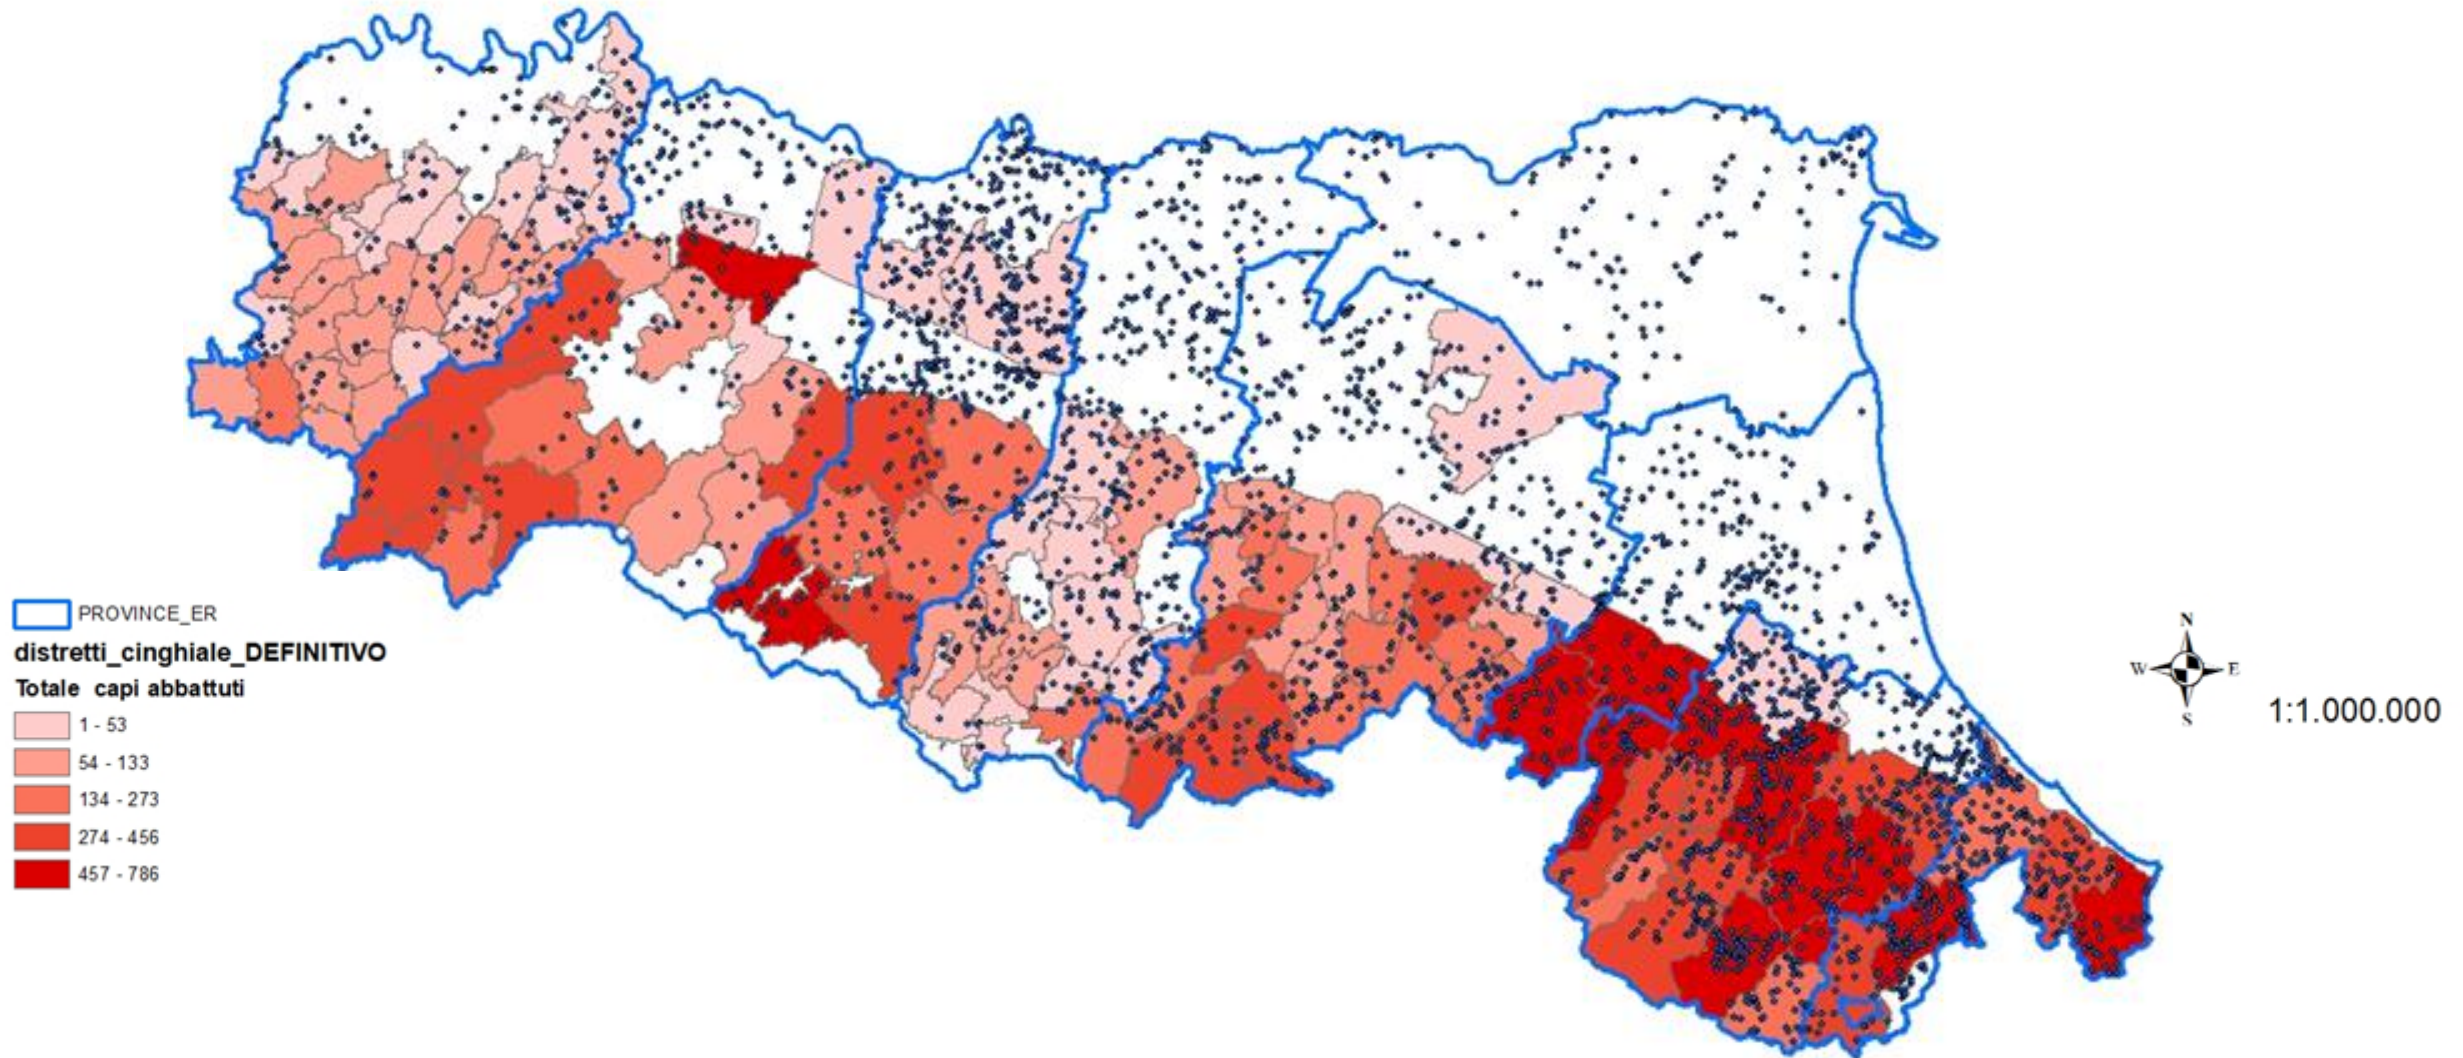 PROVINCE_ER
distretti_cinghiale_DEFINITIVO
Totale capi abbattuti
1 - 53
54 - 133
134 - 273
274 - 456
457 - 786
N
W E
S
1:1.000.000